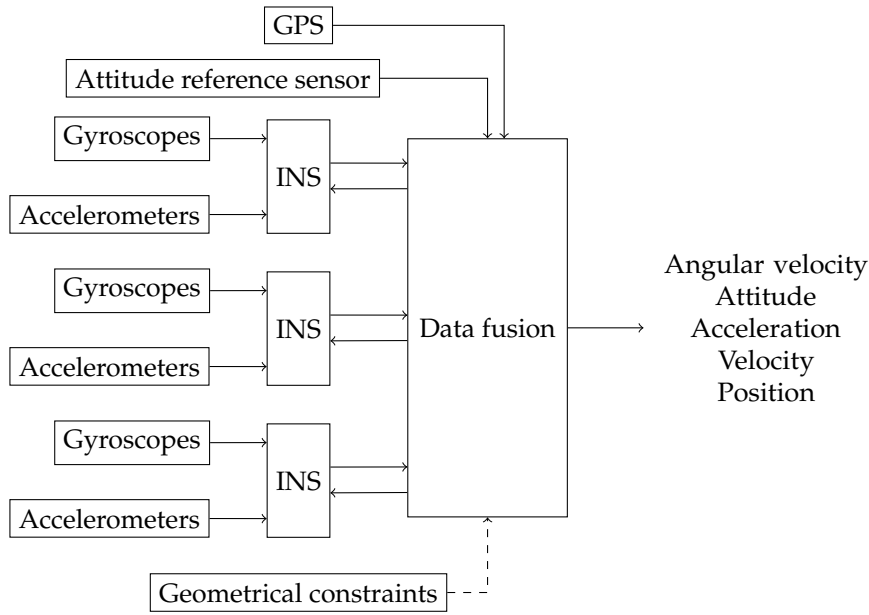 GPS
Attitude reference sensor
Gyroscopes
INS
Accelerometers
Gyroscopes
INS
Accelerometers
Gyroscopes
INS
Accelerometers
Data fusion
Angular velocity
Attitude
Acceleration
Velocity
Position
Geometrical constraints